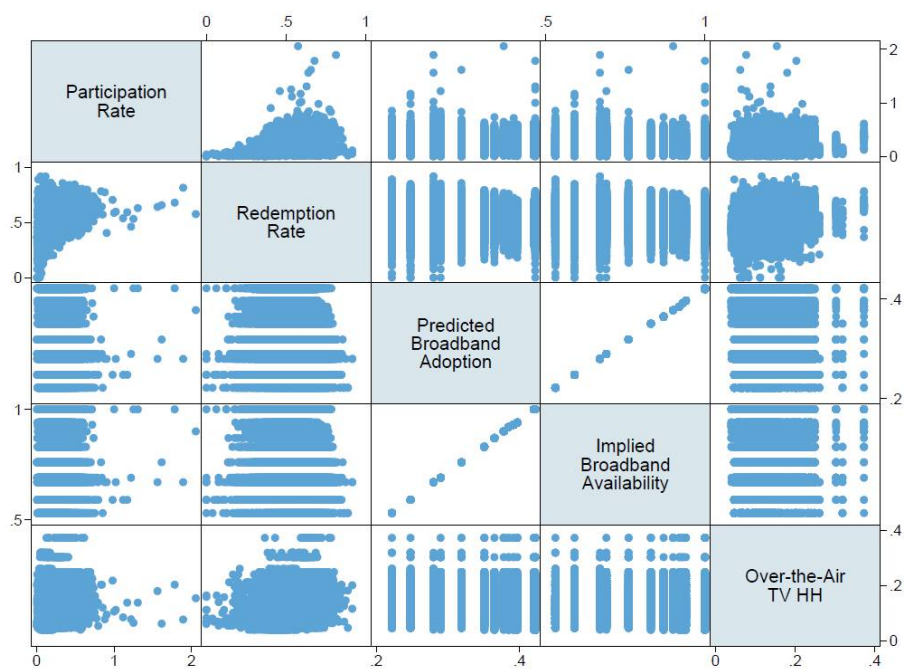 0 .5 1 .5 1
Participation
Rate
2
1
0
1
.5
0
Redemption
Rate
Predicted
Broadband
Adoption
.4
.2
1
.5
Implied
Broadband
Availability
Over-the-Air
TV HH
.4
.2
0
0 1 2 .2 .4 0 .2 .4